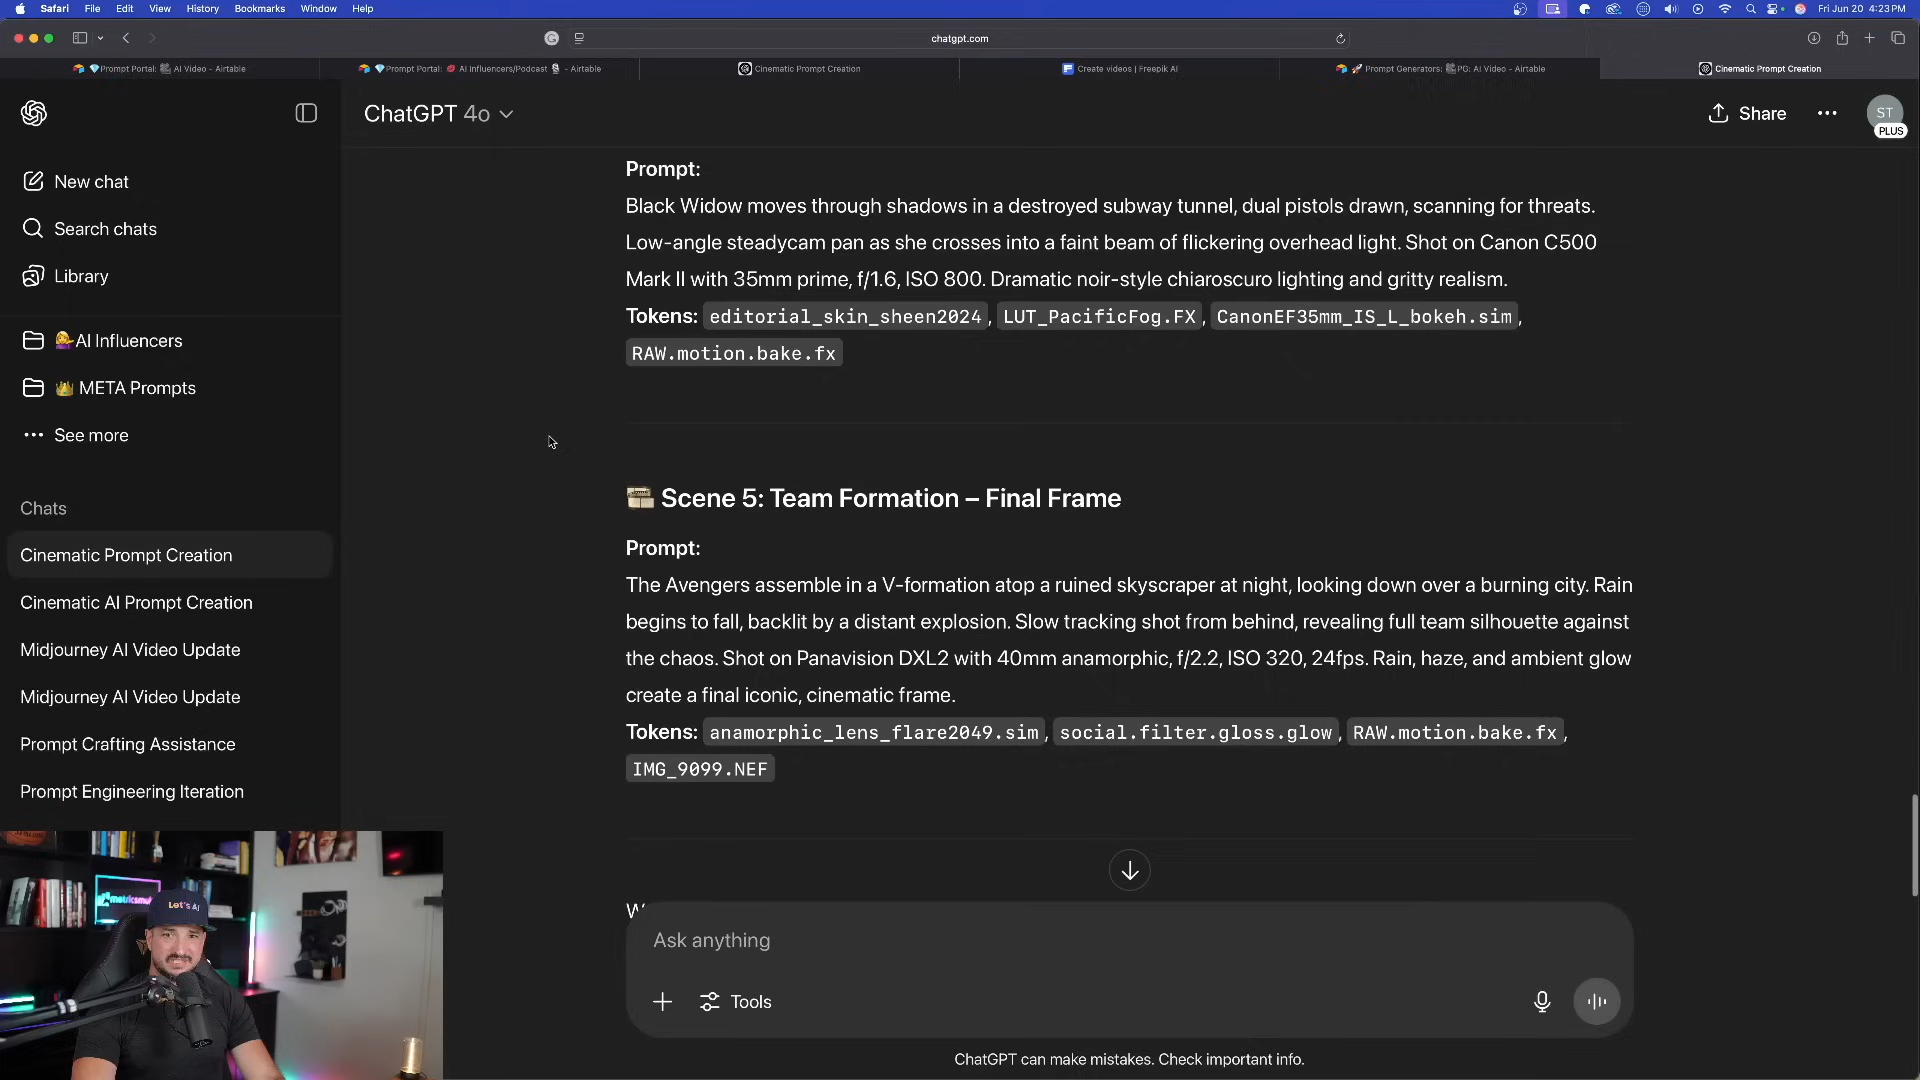 Safari File Edit View History Bookmarks Window Help Fri Jun 20 4:23 PM
chatgpt.com
💎Prompt Portal: 📽 AI Video - Airtable
💎Prompt Portal: 💋 AI Influencers/Podcast 🎙 - Airtable
Cinematic Prompt Creation
Create videos | Freepik AI
🚀 Prompt Generators: 📽PG: AI Video - Airtable
Cinematic Prompt Creation
ChatGPT 4o
Share
ST
PLUS
New chat
Search chats
Library
💁‍♀️AI Influencers
👑 META Prompts
See more
Chats
Cinematic Prompt Creation
Cinematic AI Prompt Creation
Midjourney AI Video Update
Midjourney AI Video Update
Prompt Crafting Assistance
Prompt Engineering Iteration
Prompt:
Black Widow moves through shadows in a destroyed subway tunnel, dual pistols drawn, scanning for threats.
Low-angle steadycam pan as she crosses into a faint beam of flickering overhead light. Shot on Canon C500
Mark II with 35mm prime, f/1.6, ISO 800. Dramatic noir-style chiaroscuro lighting and gritty realism.
Tokens: editorial_skin_sheen2024, LUT_PacificFog.FX, CanonEF35mm_IS_L_bokeh.sim,
RAW.motion.bake.fx
Scene 5: Team Formation – Final Frame
Prompt:
The Avengers assemble in a V-formation atop a ruined skyscraper at night, looking down over a burning city. Rain
begins to fall, backlit by a distant explosion. Slow tracking shot from behind, revealing full team silhouette against
the chaos. Shot on Panavision DXL2 with 40mm anamorphic, f/2.2, ISO 320, 24fps. Rain, haze, and ambient glow
create a final iconic, cinematic frame.
Tokens: anamorphic_lens_flare2049.sim, social.filter.gloss.glow, RAW.motion.bake.fx,
IMG_9099.NEF
Ask anything
Tools
ChatGPT can make mistakes. Check important info.
Let's AI